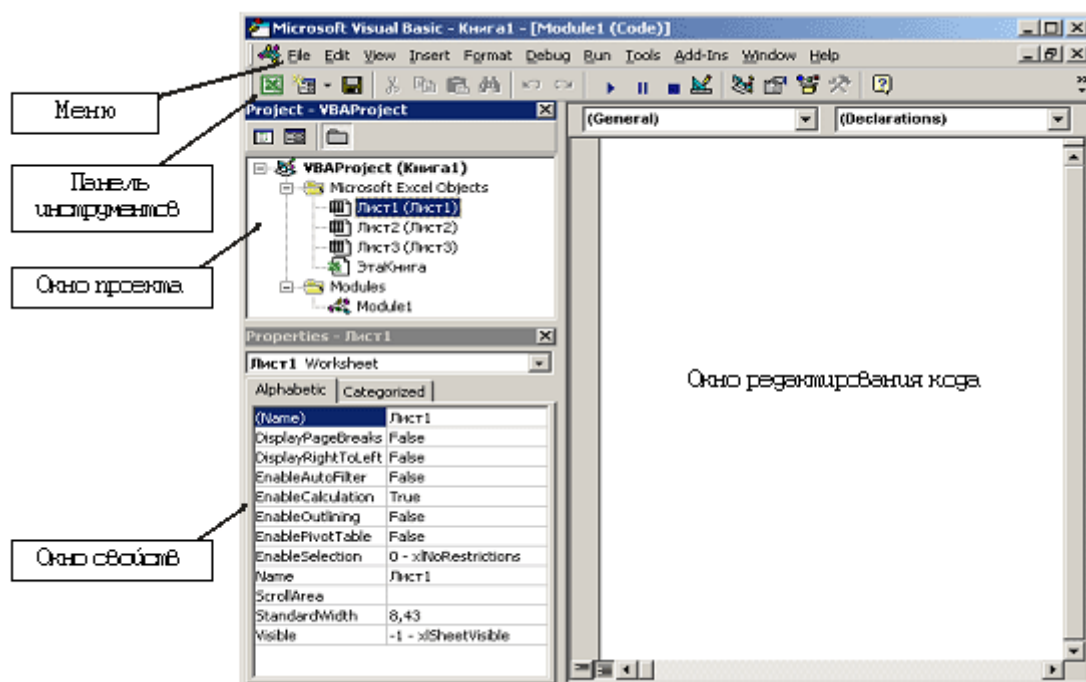 Microsoft Visual Basic - Книга1 - [Module1 (Code)]
File Edit View Insert Format Debug Run Tools Add-Ins Window Help
Меню
Панель
инструментов
Окно проекта
Окно свойств
Project - VBAProject
VBAProject (Книга1)
Microsoft Excel Objects
Лист1 (Лист1)
Лист2 (Лист2)
Лист3 (Лист3)
ЭтаКнига
Modules
Module1
Properties - Лист1
Лист1 Worksheet
Alphabetic Categorized
(Name) Лист1
DisplayPageBreaks False
DisplayRightToLeft False
EnableAutoFilter False
EnableCalculation True
EnableOutlining False
EnablePivotTable False
EnableSelection 0 - xlNoRestrictions
Name Лист1
ScrollArea
StandardWidth 8,43
Visible -1 - xlSheetVisible
(General) (Declarations)
Окно редактирования кода